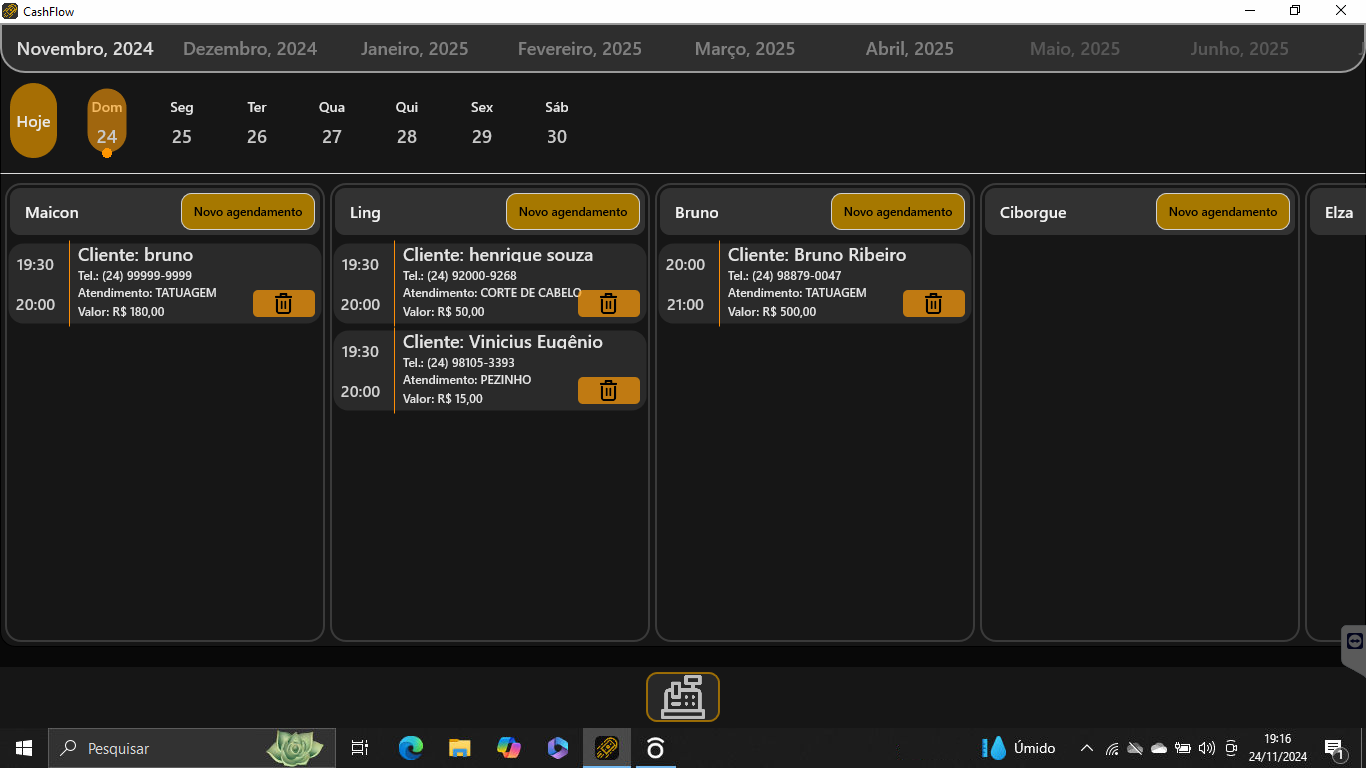 CashFlow
Novembro, 2024 Dezembro, 2024 Janeiro, 2025 Fevereiro, 2025 Março, 2025 Abril, 2025 Maio, 2025 Junho, 2025
Hoje
Dom Seg Ter Qua Qui Sex Sáb
24 25 26 27 28 29 30
Maicon
Novo agendamento
19:30
20:00
Cliente: bruno
Tel.: (24) 99999-9999
Atendimento: TATUAGEM
Valor: R$ 180,00
Ling
Novo agendamento
19:30
20:00
Cliente: henrique souza
Tel.: (24) 92000-9268
Atendimento: CORTE DE CABELO
Valor: R$ 50,00
19:30
20:00
Cliente: Vinicius Eugênio
Tel.: (24) 98105-3393
Atendimento: PEZINHO
Valor: R$ 15,00
Bruno
Novo agendamento
20:00
21:00
Cliente: Bruno Ribeiro
Tel.: (24) 98879-0047
Atendimento: TATUAGEM
Valor: R$ 500,00
Ciborgue
Novo agendamento
Elza
Pesquisar
Úmido
19:16
24/11/2024
1